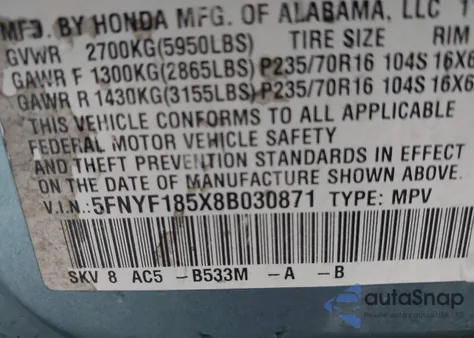 MF3. BY HONDA MFG. OF ALABAMA, LLC 1
GVWR 2700KG(5950LBS) TIRE SIZE RIM
GAWR F 1300KG(2865LBS) P235/70R16 104S 16X6
GAWR R 1430KG(3155LBS) P235/70R16 104S 16X6
THIS VEHICLE CONFORMS TO ALL APPLICABLE
FEDERAL MOTOR VEHICLE SAFETY
AND THEFT PREVENTION STANDARDS IN EFFECT
ON THE DATE OF MANUFACTURE SHOWN ABOVE.
V.I.N.: 5FNYF185X8B030871 TYPE: MPV
SKV 8 AC5 -B533M -A -B
autoSnap